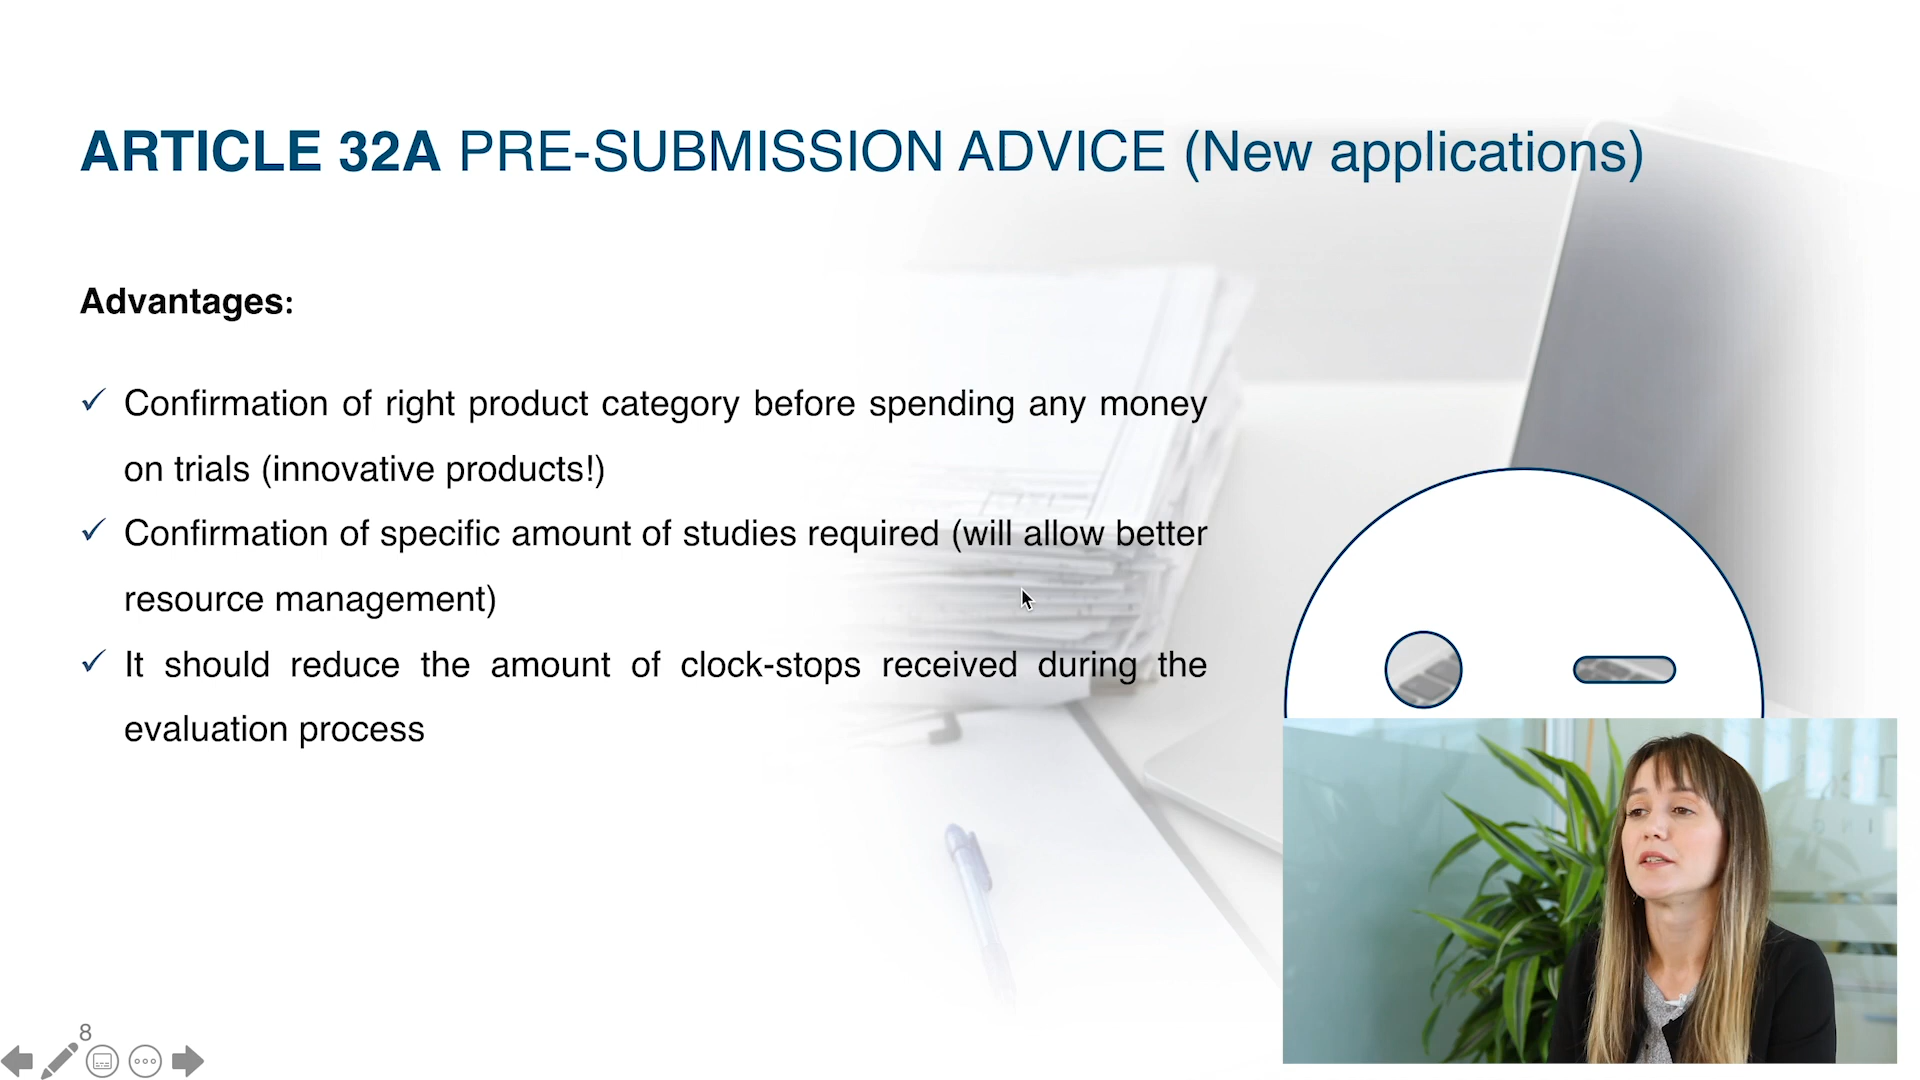 ARTICLE 32A PRE-SUBMISSION ADVICE (New applications)
Advantages:
✓ Confirmation of right product category before spending any money
on trials (innovative products!)
✓ Confirmation of specific amount of studies required (will allow better
resource management)
✓ It should reduce the amount of clock-stops received during the
evaluation process
8